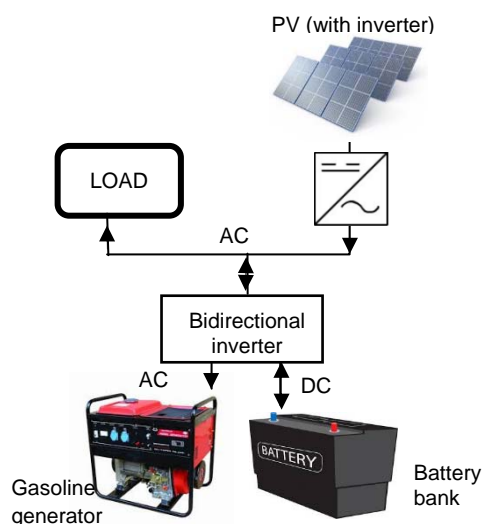 PV (with inverter)
LOAD
AC
Bidirectional
inverter
AC
DC
BATTERY
Gasoline
generator
Battery
bank